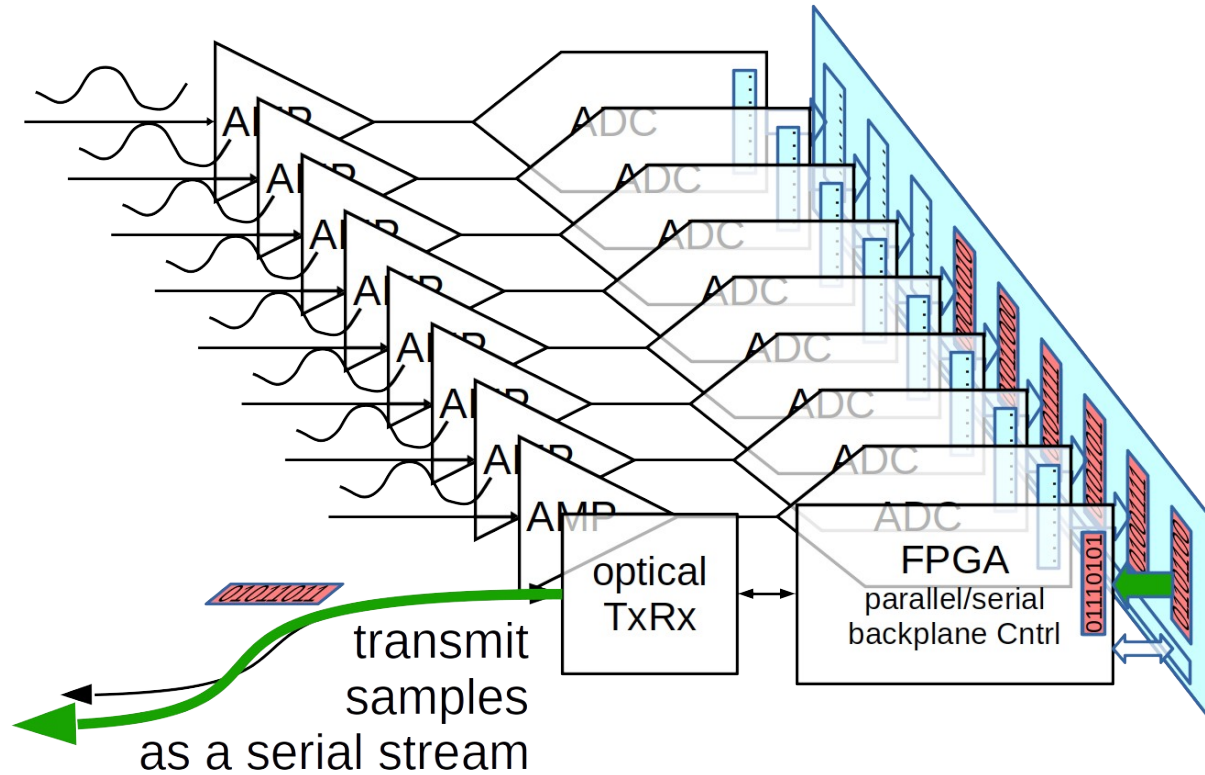 ADC
ADC
ADC
ADC
ADC
ADC
ADC
AMP
ADC
optical
TxRx
FPGA
parallel/serial
backplane Cntrl
01110101
01011011
transmit
samples
as a serial stream